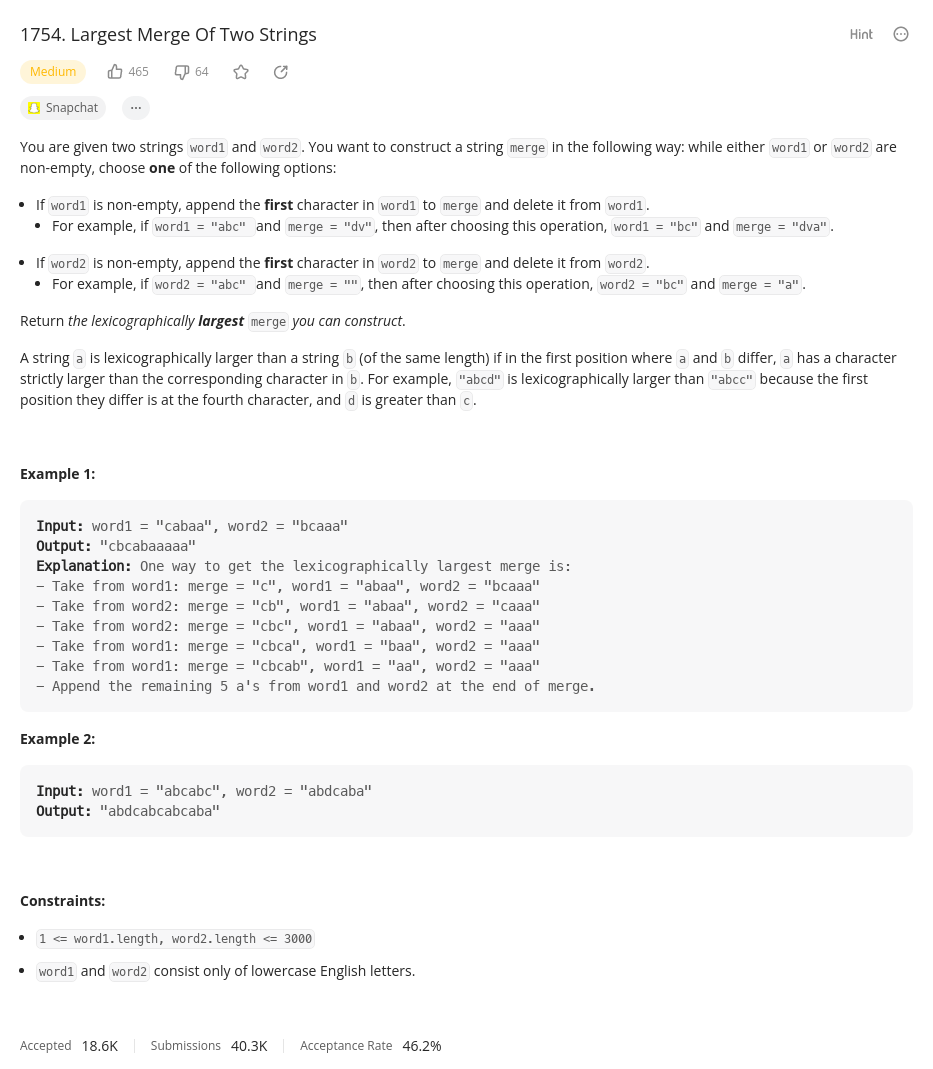 1754. Largest Merge Of Two Strings
Hint
Medium 465 64
Snapchat ...
You are given two strings word1 and word2. You want to construct a string merge in the following way: while either word1 or word2 are
non-empty, choose one of the following options:
• If word1 is non-empty, append the first character in word1 to merge and delete it from word1.
• For example, if word1 = "abc" and merge = "dv", then after choosing this operation, word1 = "bc" and merge = "dva".
• If word2 is non-empty, append the first character in word2 to merge and delete it from word2.
• For example, if word2 = "abc" and merge = "", then after choosing this operation, word2 = "bc" and merge = "a".
Return the lexicographically largest merge you can construct.
A string a is lexicographically larger than a string b (of the same length) if in the first position where a and b differ, a has a character
strictly larger than the corresponding character in b. For example, "abcd" is lexicographically larger than "abcc" because the first
position they differ is at the fourth character, and d is greater than c.
Example 1:
Input: word1 = "cabaa", word2 = "bcaaa"
Output: "cbcabaaaaa"
Explanation: One way to get the lexicographically largest merge is:
– Take from word1: merge = "c", word1 = "abaa", word2 = "bcaaa"
– Take from word2: merge = "cb", word1 = "abaa", word2 = "caaa"
– Take from word2: merge = "cbc", word1 = "abaa", word2 = "aaa"
– Take from word1: merge = "cbca", word1 = "baa", word2 = "aaa"
– Take from word1: merge = "cbcab", word1 = "aa", word2 = "aaa"
– Append the remaining 5 a's from word1 and word2 at the end of merge.
Example 2:
Input: word1 = "abcabc", word2 = "abdcaba"
Output: "abdcabcabcaba"
Constraints:
• 1 <= word1.length, word2.length <= 3000
• word1 and word2 consist only of lowercase English letters.
Accepted 18.6K Submissions 40.3K Acceptance Rate 46.2%